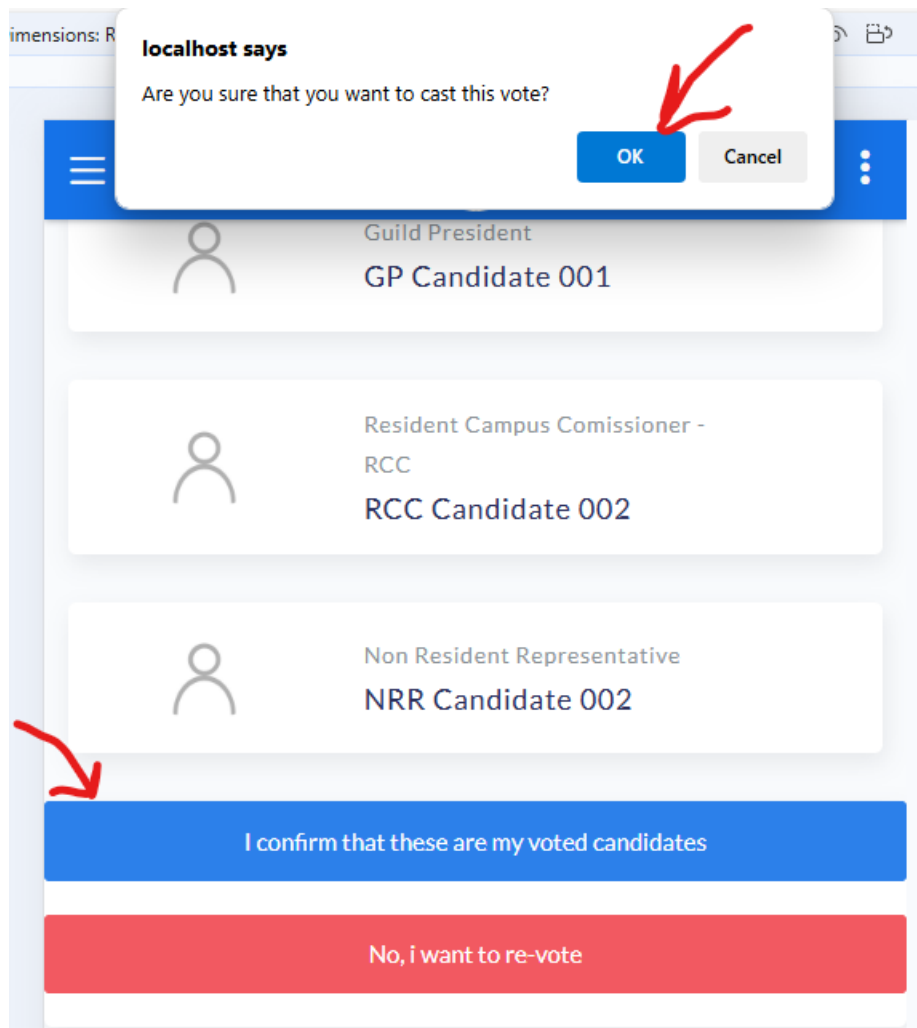 imensions: R
localhost says
Are you sure that you want to cast this vote?
OK
Cancel
Guild President
GP Candidate 001
Resident Campus Comissioner -
RCC
RCC Candidate 002
Non Resident Representative
NRR Candidate 002
I confirm that these are my voted candidates
No, i want to re-vote